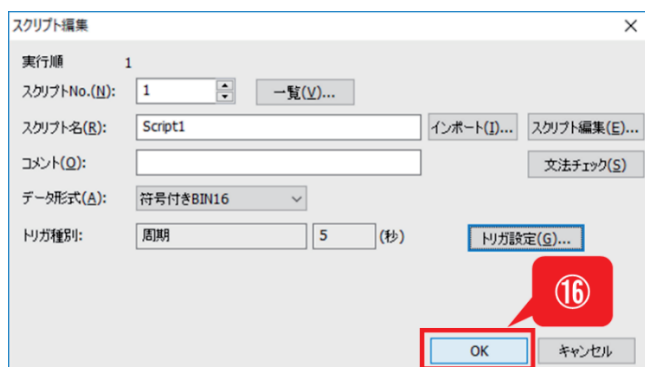 スクリプト編集
実行順 1
スクリプトNo.(N): 1 一覧(V)...
スクリプト名(R): Script1 インポート(I)... スクリプト編集(E)...
コメント(O): 文法チェック(S)
データ形式(A): 符号付きBIN16
トリガ種別: 周期 5 (秒) トリガ設定(G)...
⑯
OK キャンセル